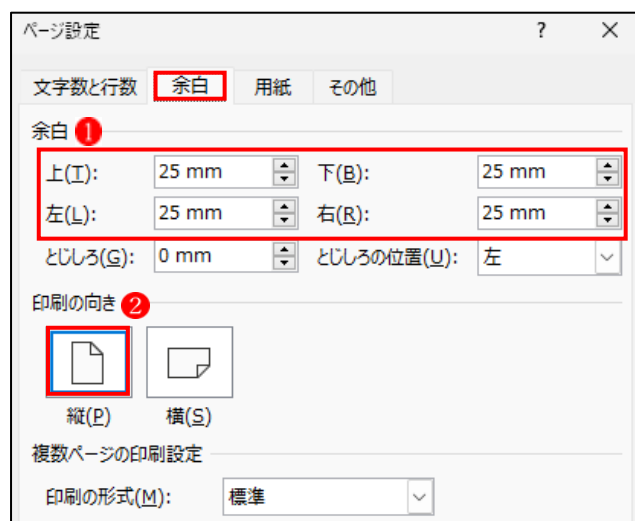 ページ設定 ? ×
文字数と行数 余白 用紙 その他
余白 1
上(T): 25 mm 下(B): 25 mm
左(L): 25 mm 右(R): 25 mm
とじしろ(G): 0 mm とじしろの位置(U): 左
印刷の向き 2
縦(P) 横(S)
複数ページの印刷設定
印刷の形式(M): 標準